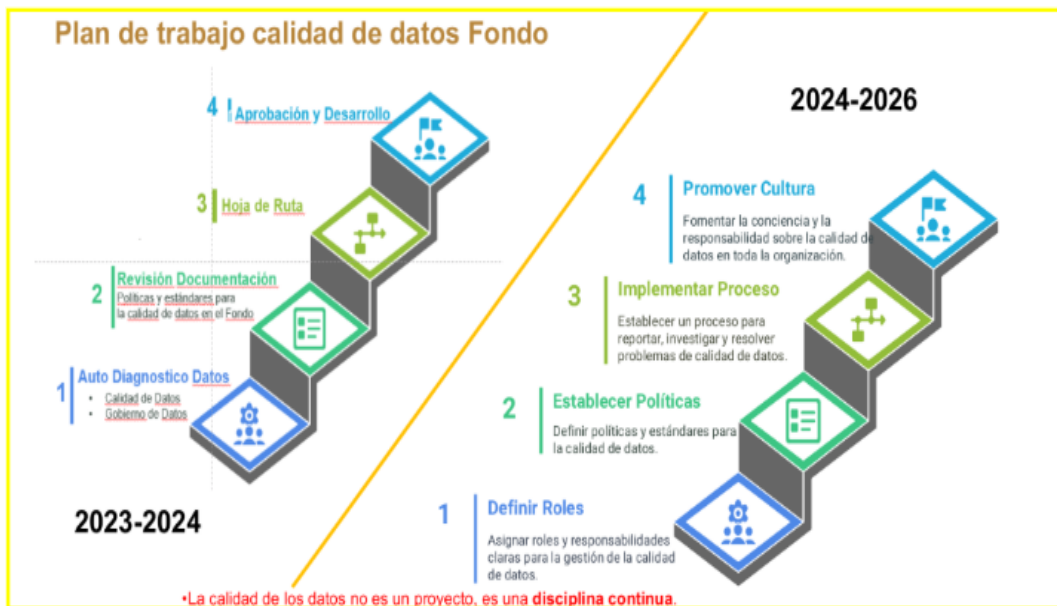 Plan de trabajo calidad de datos Fondo
4 Aprobación y Desarrollo
3 Hoja de Ruta
2 Revisión Documentación
Políticas y estándares para
la calidad de datos en el Fondo
1 Auto Diagnostico Datos
• Calidad de Datos
• Gobierno de Datos
2023-2024
2024-2026
4 Promover Cultura
Fomentar la conciencia y la
responsabilidad sobre la calidad de
datos en toda la organización.
3 Implementar Proceso
Establecer un proceso para
reportar, investigar y resolver
problemas de calidad de datos.
2 Establecer Políticas
Definir políticas y estándares para
la calidad de datos.
1 Definir Roles
Asignar roles y responsabilidades
claras para la gestión de la calidad
de datos.
•La calidad de los datos no es un proyecto, es una disciplina continua.